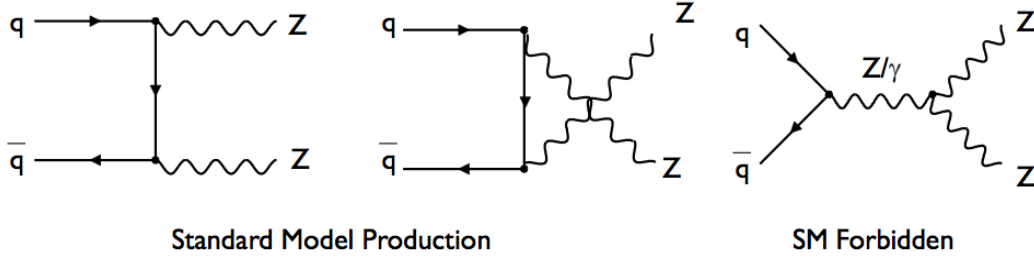 q Z q Z q Z/γ Z
q̅ Z q̅ Z q̅ Z
Standard Model Production SM Forbidden